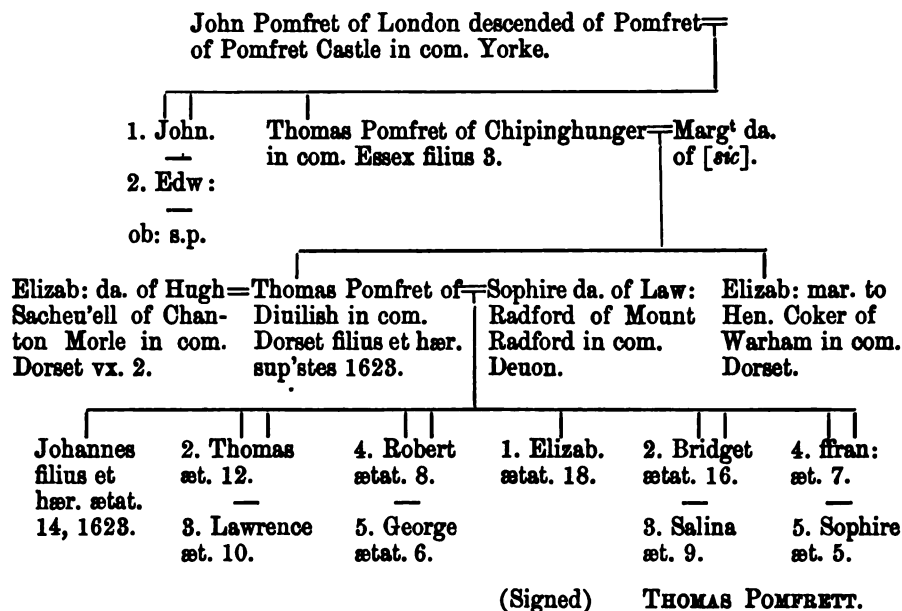 John Pomfret of London descended of Pomfret
of Pomfret Castle in com. Yorke.
1. John.
2. Edw:
ob: s.p.
Thomas Pomfret of Chipinghunger
in com. Essex filius 3.
Margᵗ da.
of [sic].
Elizab: da. of Hugh
Sacheu'ell of Chan-
ton Morle in com.
Dorset vx. 2.
Thomas Pomfret of
Diuilish in com.
Dorset filius et hær.
sup'stes 1623.
Sophire da. of Law:
Radford of Mount
Radford in com.
Deuon.
Elizab: mar. to
Hen. Coker of
Warham in com.
Dorset.
Johannes
filius et
hær. ætat.
14, 1623.
2. Thomas
æt. 12.
3. Lawrence
æt. 10.
4. Robert
ætat. 8.
5. George
ætat. 6.
1. Elizab.
ætat. 18.
2. Bridget
ætat. 16.
3. Salina
æt. 9.
4. ffran:
æt. 7.
5. Sophire
æt. 5.
(Signed) THOMAS POMFRETT.